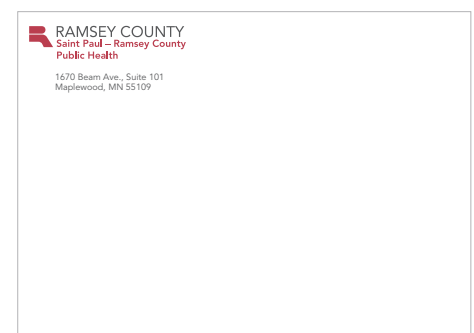 RAMSEY COUNTY
Saint Paul – Ramsey County
Public Health
1670 Beam Ave., Suite 101
Maplewood, MN 55109